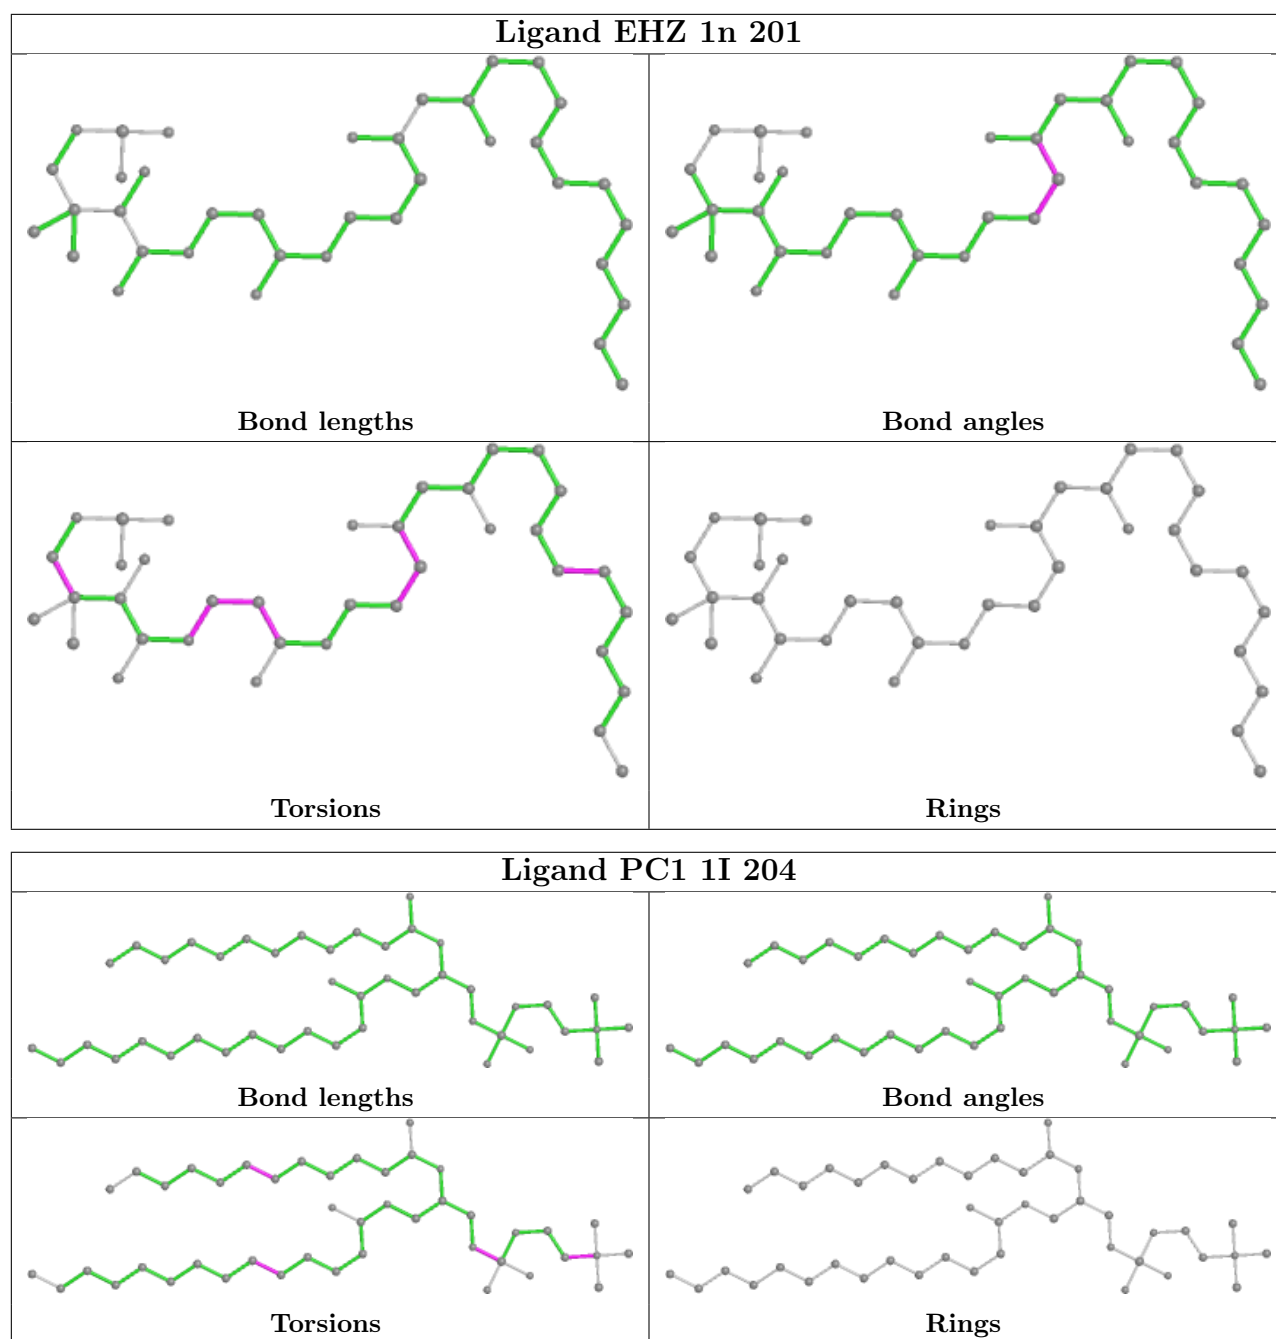 Ligand EHZ 1n 201
Bond lengths
Bond angles
Torsions
Rings
Ligand PC1 1I 204
Bond lengths
Bond angles
Torsions
Rings